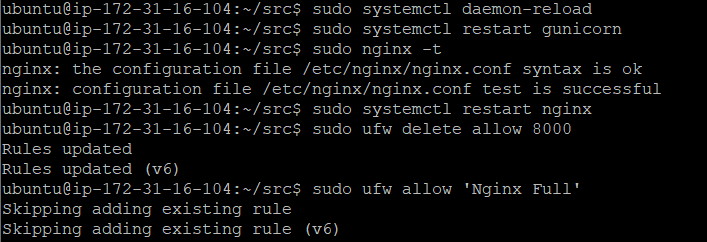 ubuntu@ip-172-31-16-104:~/src$ sudo systemctl daemon-reload
ubuntu@ip-172-31-16-104:~/src$ sudo systemctl restart gunicorn
ubuntu@ip-172-31-16-104:~/src$ sudo nginx -t
nginx: the configuration file /etc/nginx/nginx.conf syntax is ok
nginx: configuration file /etc/nginx/nginx.conf test is successful
ubuntu@ip-172-31-16-104:~/src$ sudo systemctl restart nginx
ubuntu@ip-172-31-16-104:~/src$ sudo ufw delete allow 8000
Rules updated
Rules updated (v6)
ubuntu@ip-172-31-16-104:~/src$ sudo ufw allow 'Nginx Full'
Skipping adding existing rule
Skipping adding existing rule (v6)